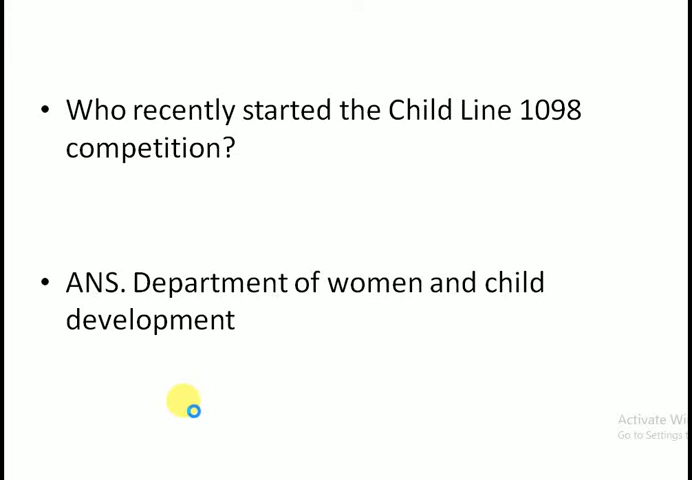 • Who recently started the Child Line 1098
competition?
• ANS. Department of women and child
development
Activate Wi
Go to Settings